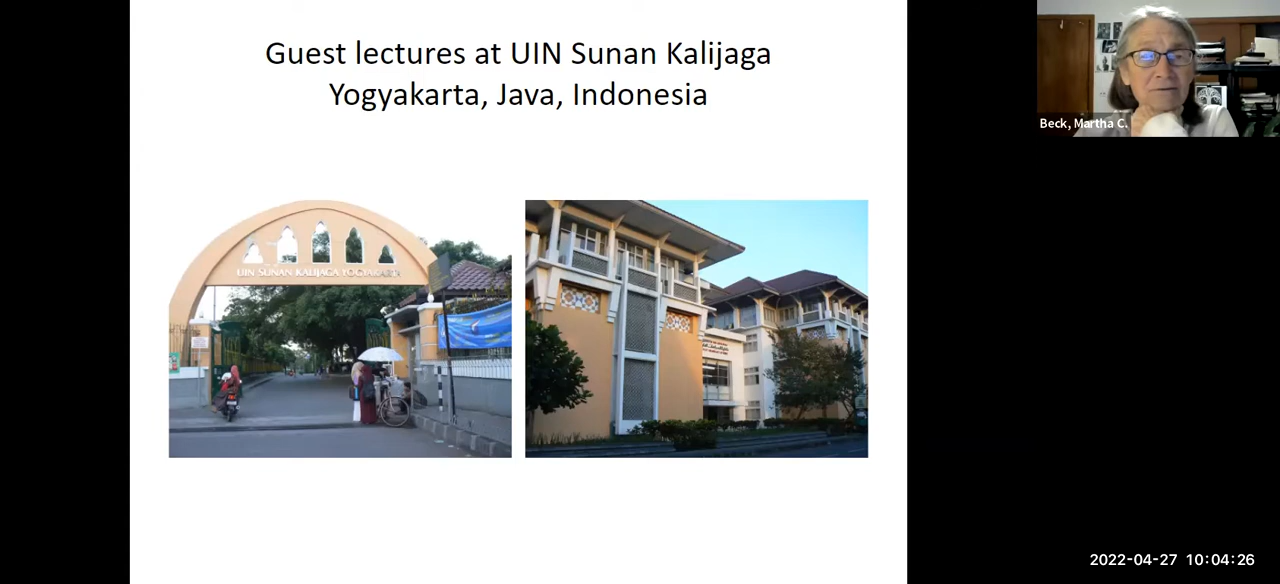 Guest lectures at UIN Sunan Kalijaga
Yogyakarta, Java, Indonesia
Beck, Martha C.
UIN SUNAN KALIJAGA YOGYAKARTA
2022-04-27 10:04:26